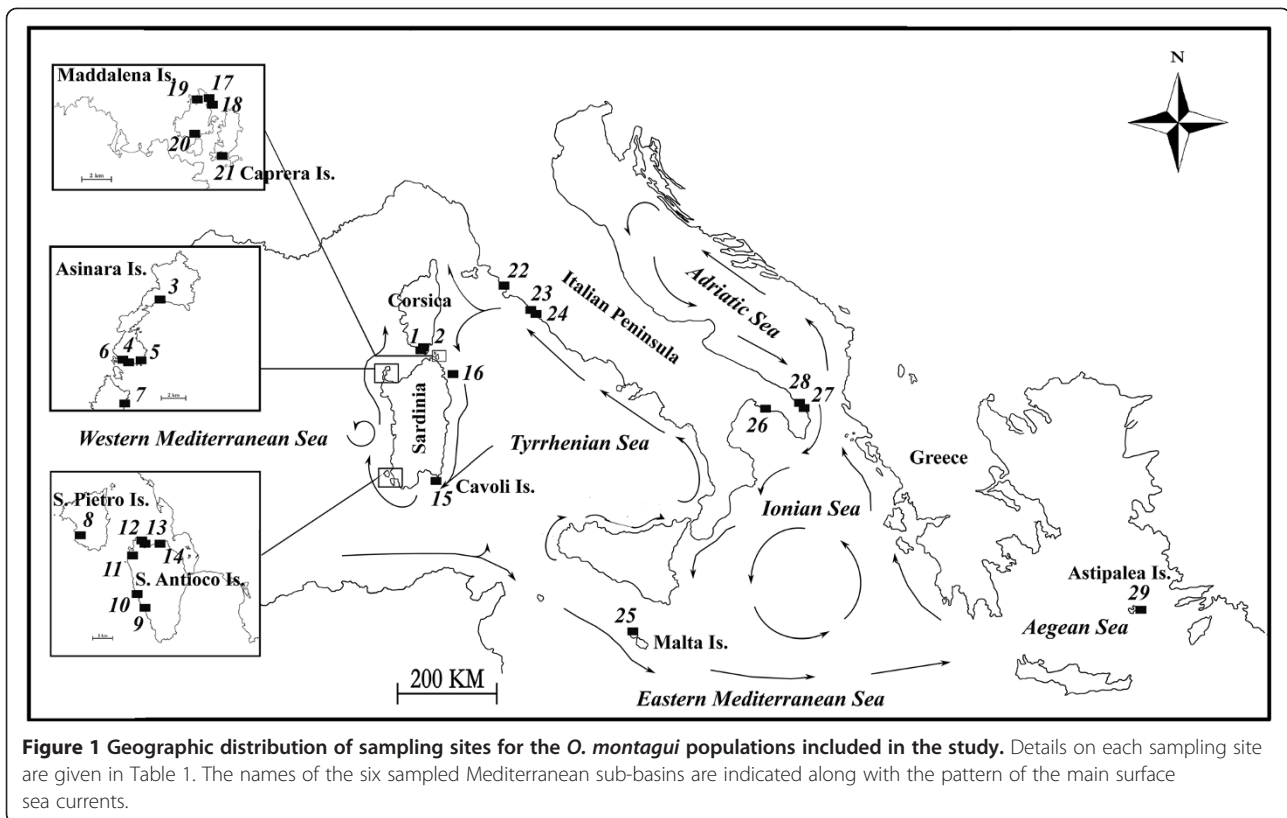 N
Maddalena Is.
19 17
18
20
21 Caprera Is.
2 km
Asinara Is.
3
6 4 5
7
2 km
S. Pietro Is.
8
12 13
11 14
S. Antioco Is.
10
9
2 km
Corsica
1 2
16
Sardinia
15
Cavoli Is.
Western Mediterranean Sea
Tyrrhenian Sea
22
23
24
Italian Peninsula
Adriatic Sea
28
27
26
Ionian Sea
Greece
Astipalea Is.
29
Aegean Sea
25
Malta Is.
Eastern Mediterranean Sea
200 KM
Figure 1 Geographic distribution of sampling sites for the O. montagui populations included in the study. Details on each sampling site
are given in Table 1. The names of the six sampled Mediterranean sub-basins are indicated along with the pattern of the main surface
sea currents.